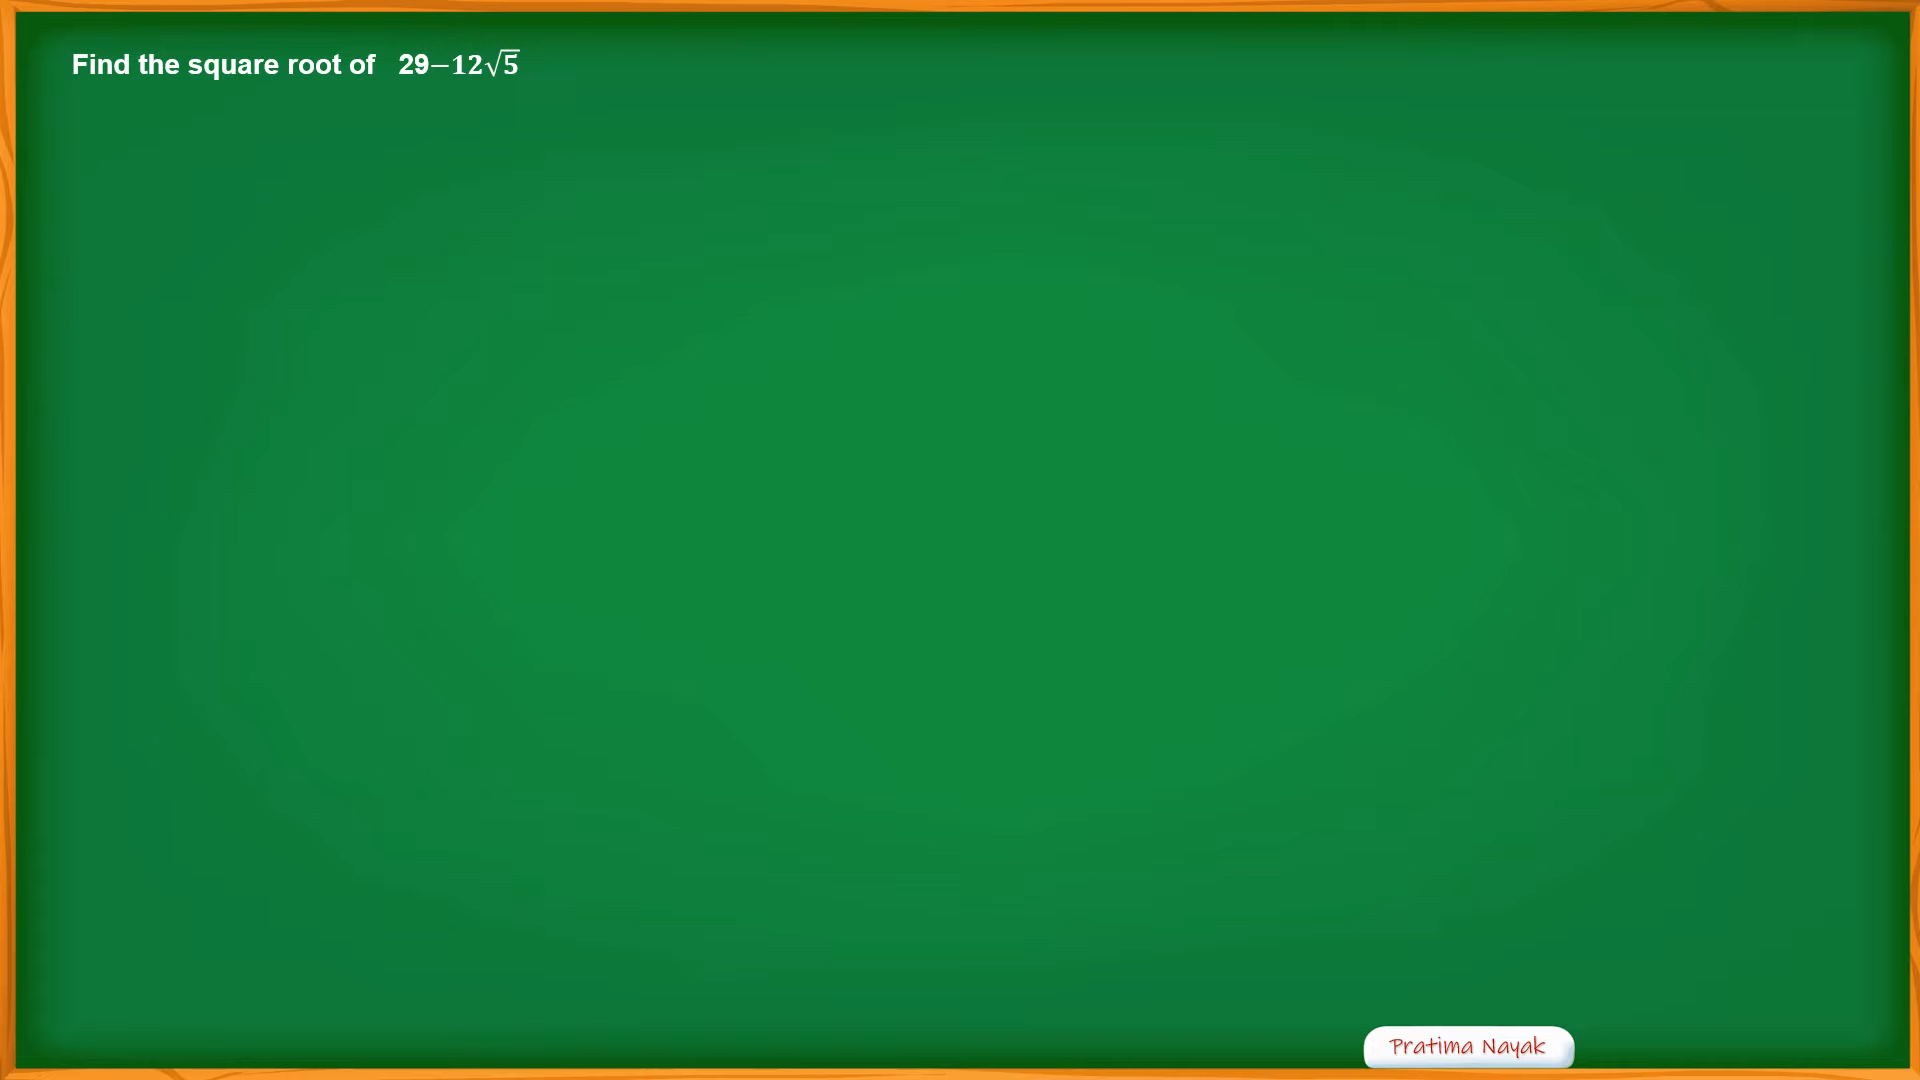 Find the square root of 29−12√5
Pratima Nayak